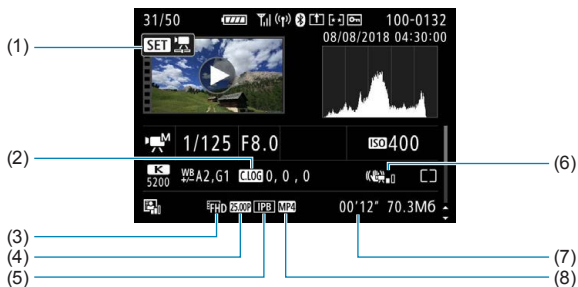 31/50 100-0132
08/08/2018 04:30:00
(1) SET
M 1/125 F8.0 ISO400
(2)
K 5200 WB +/- A2,G1 C.LOG 0, 0, 0
(6)
(3) FHD 25.00P IPB MP4 00'12" 70.3Мб
(4)
(5)
(7)
(8)